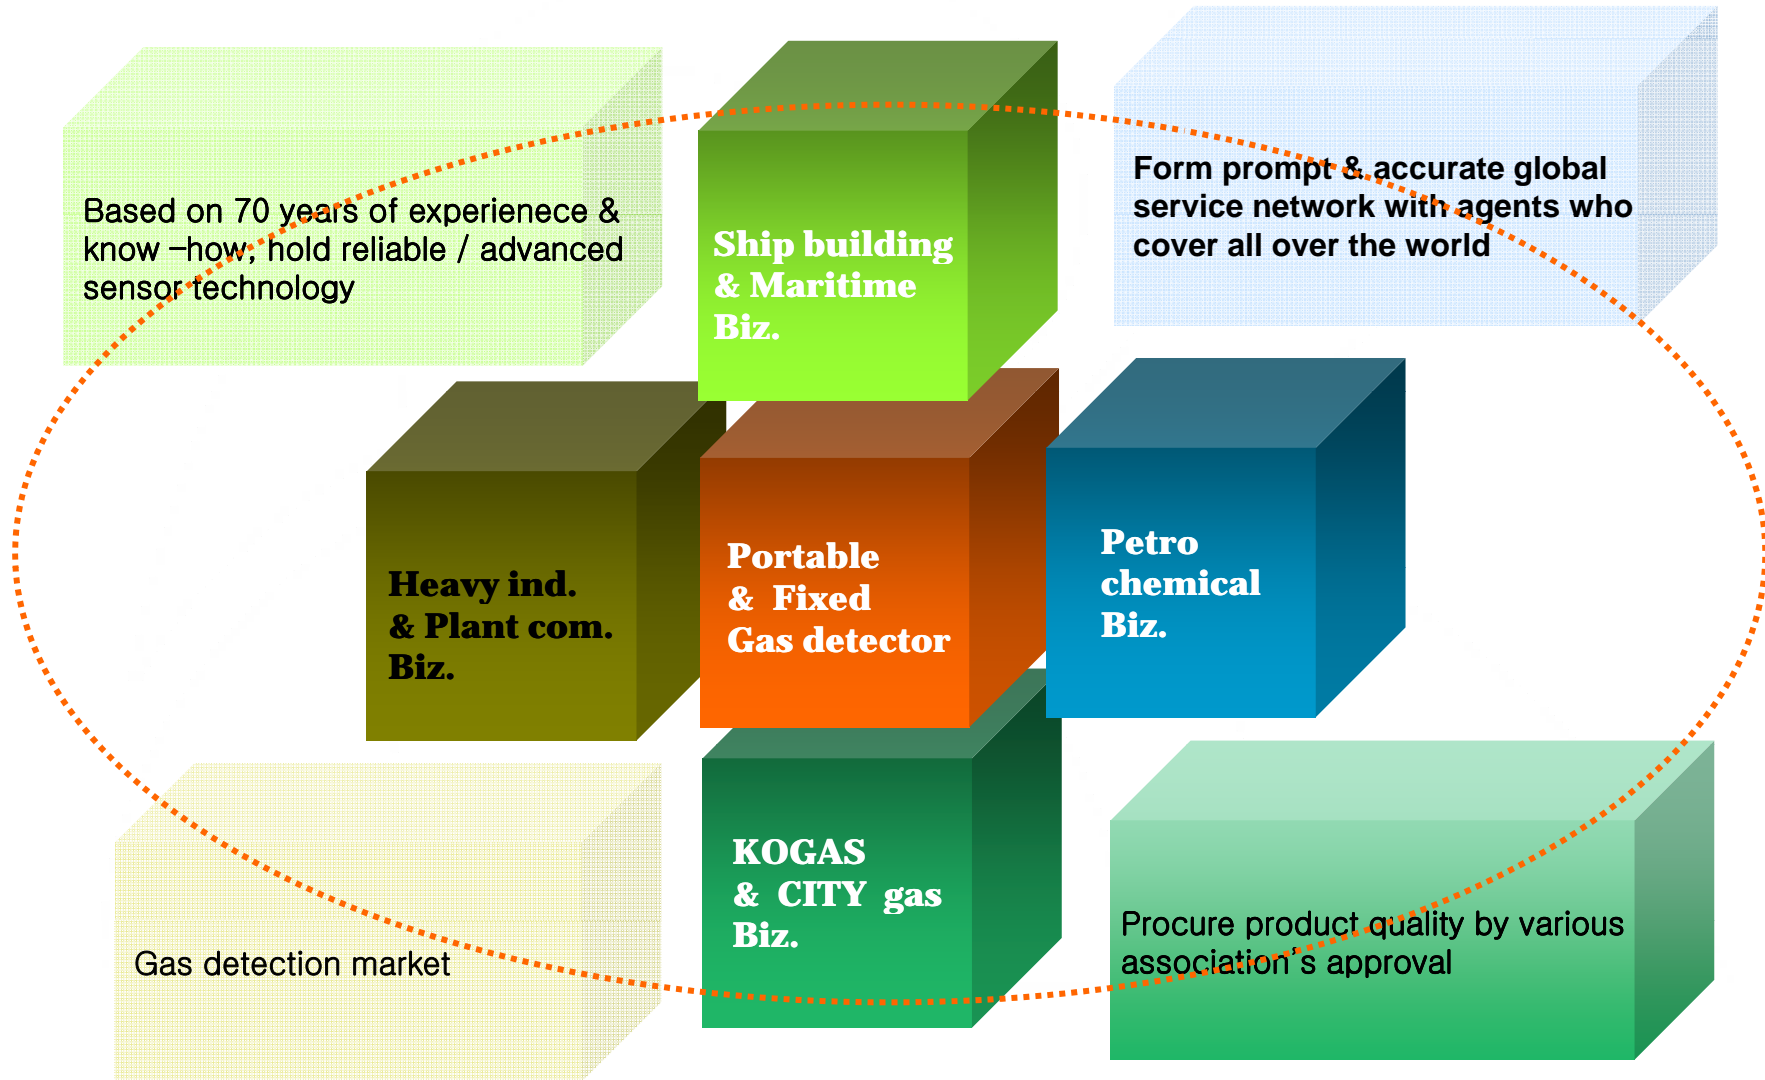 Based on 70 years of experienece &
know –how, hold reliable / advanced
sensor technology
Ship building
& Maritime
Biz.
Form prompt & accurate global
service network with agents who
cover all over the world
Heavy ind.
& Plant com.
Biz.
Portable
& Fixed
Gas detector
Petro
chemical
Biz.
Gas detection market
KOGAS
& CITY gas
Biz.
Procure product quality by various
association`s approval